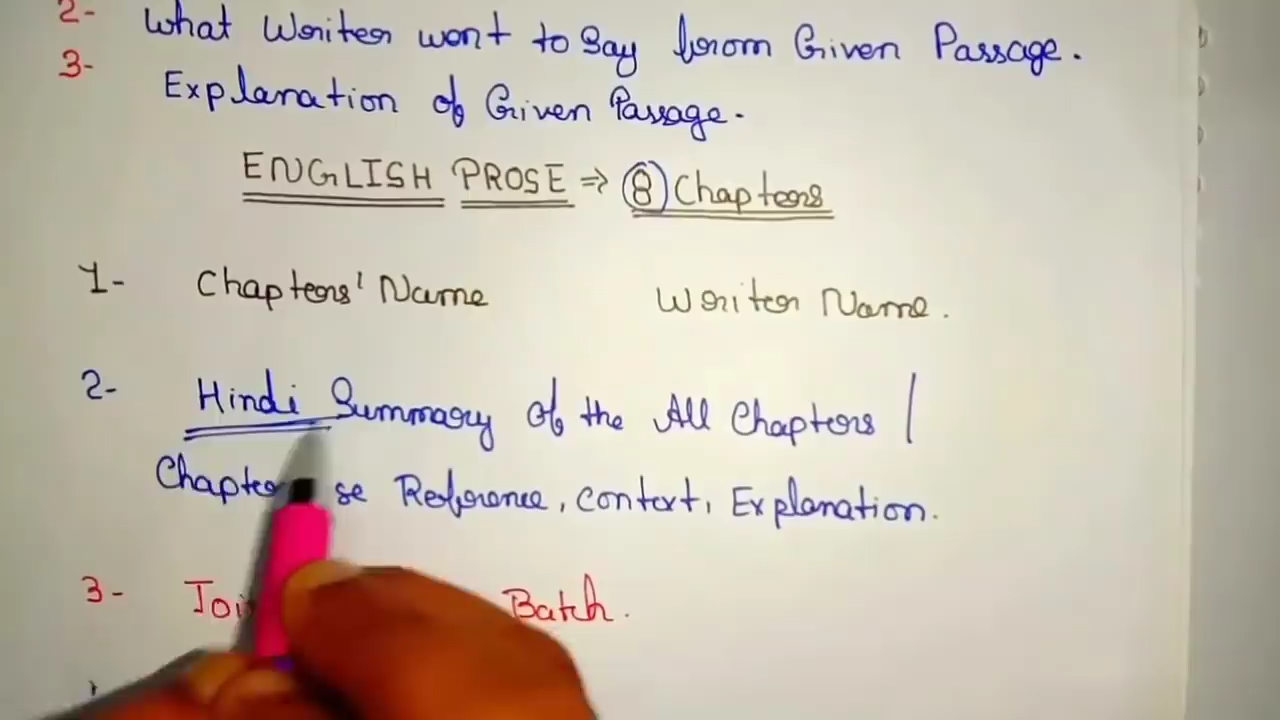 2- What Writer want to Say from Given Passage.
3- Explanation of Given Passage.
ENGLISH PROSE ⇒ 8 Chapters
1- Chapters' Name Writer Name.
2- Hindi Summary of the All Chapters /
se Reference, Context, Explanation.
3- Batch.